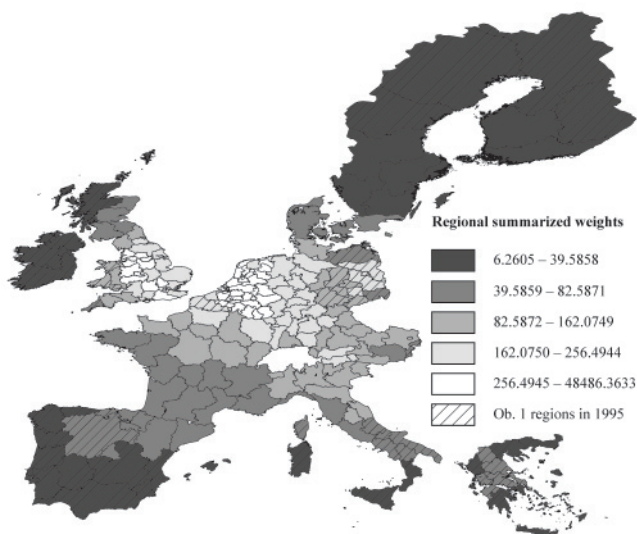 Regional summarized weights
6.2605 – 39.5858
39.5859 – 82.5871
82.5872 – 162.0749
162.0750 – 256.4944
256.4945 – 48486.3633
Ob. 1 regions in 1995